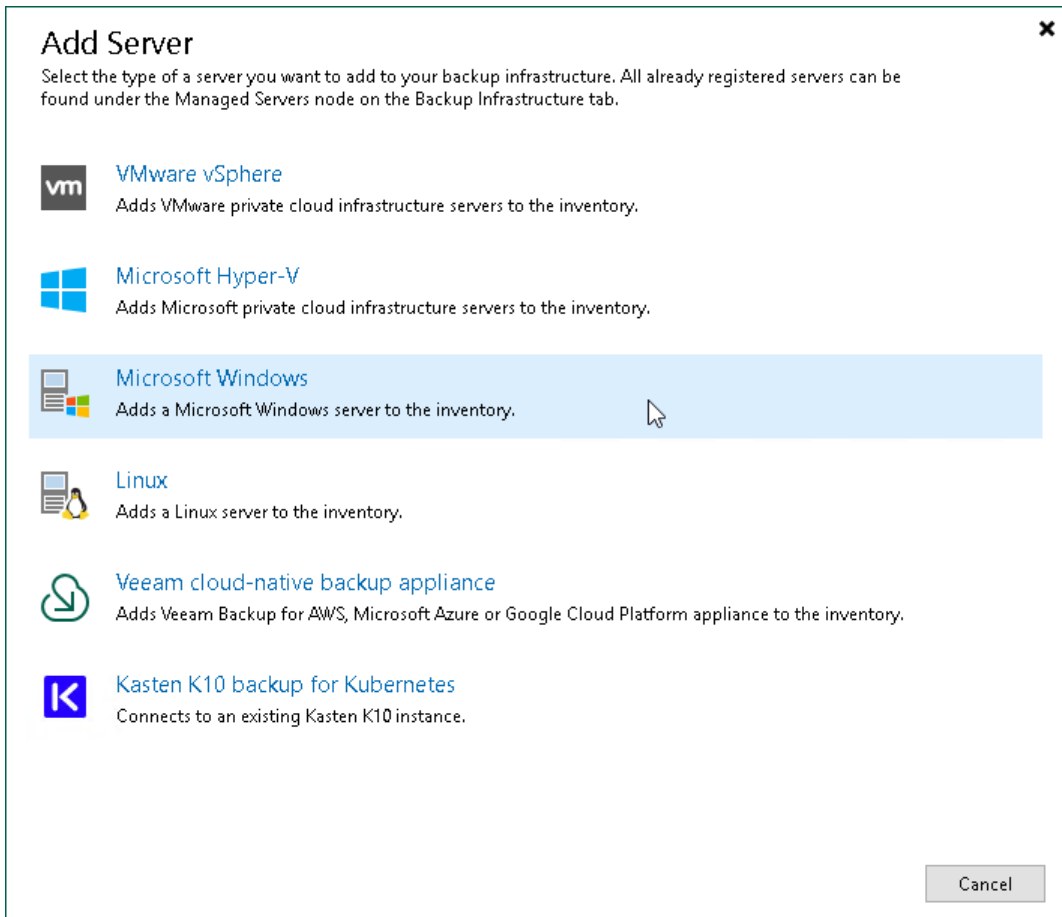 Add Server
Select the type of a server you want to add to your backup infrastructure. All already registered servers can be
found under the Managed Servers node on the Backup Infrastructure tab.
vm
VMware vSphere
Adds VMware private cloud infrastructure servers to the inventory.
Microsoft Hyper-V
Adds Microsoft private cloud infrastructure servers to the inventory.
Microsoft Windows
Adds a Microsoft Windows server to the inventory.
Linux
Adds a Linux server to the inventory.
Veeam cloud-native backup appliance
Adds Veeam Backup for AWS, Microsoft Azure or Google Cloud Platform appliance to the inventory.
K
Kasten K10 backup for Kubernetes
Connects to an existing Kasten K10 instance.
Cancel